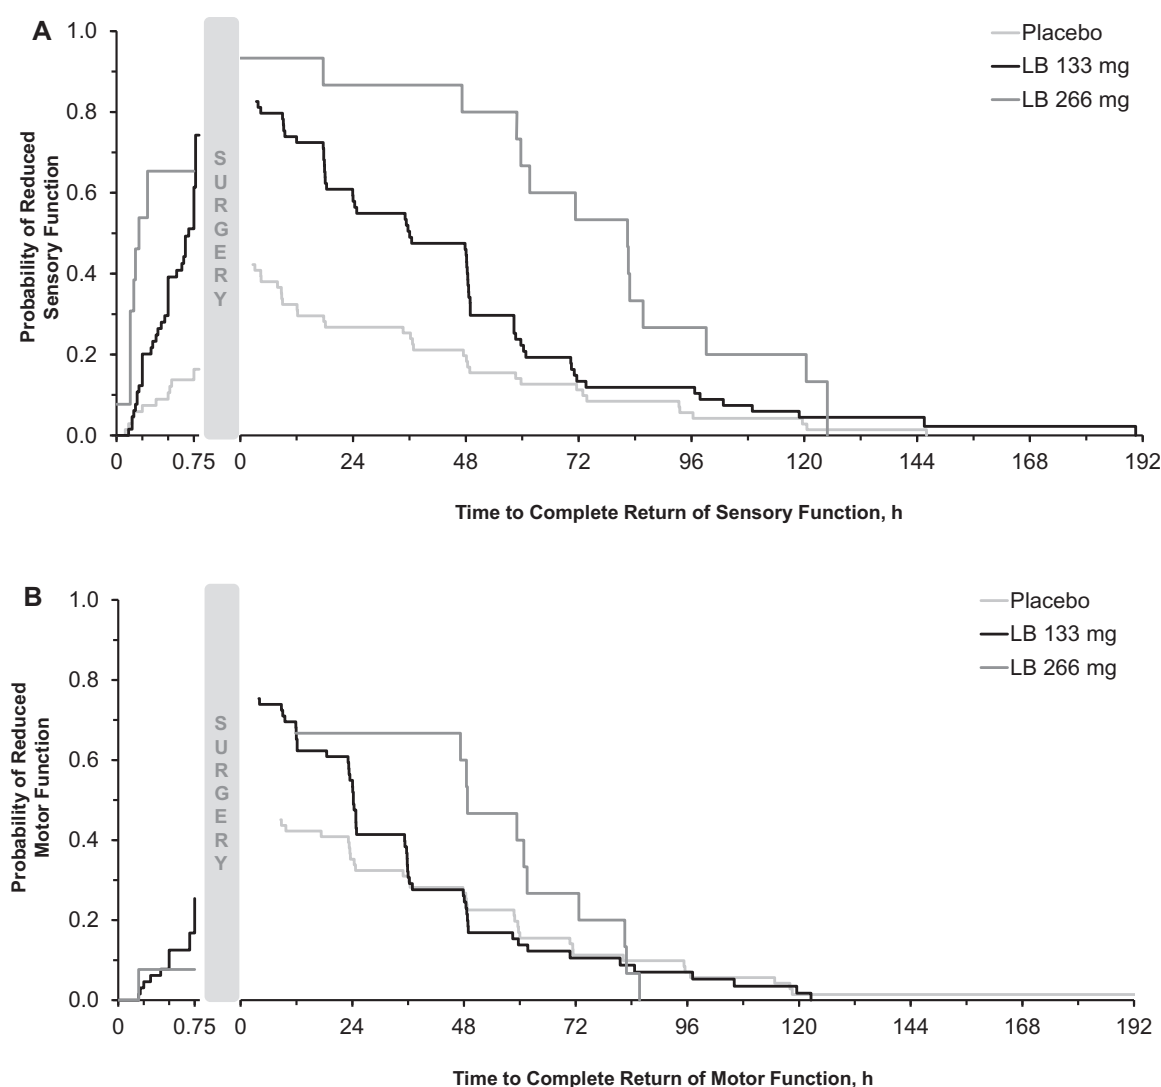 A
Placebo
LB 133 mg
LB 266 mg
Probability of Reduced
Sensory Function
1.0
0.8
0.6
0.4
0.2
0.0
SURGERY
0 0.75 0 24 48 72 96 120 144 168 192
Time to Complete Return of Sensory Function, h
B
Placebo
LB 133 mg
LB 266 mg
Probability of Reduced
Motor Function
1.0
0.8
0.6
0.4
0.2
0.0
SURGERY
0 0.75 0 24 48 72 96 120 144 168 192
Time to Complete Return of Motor Function, h